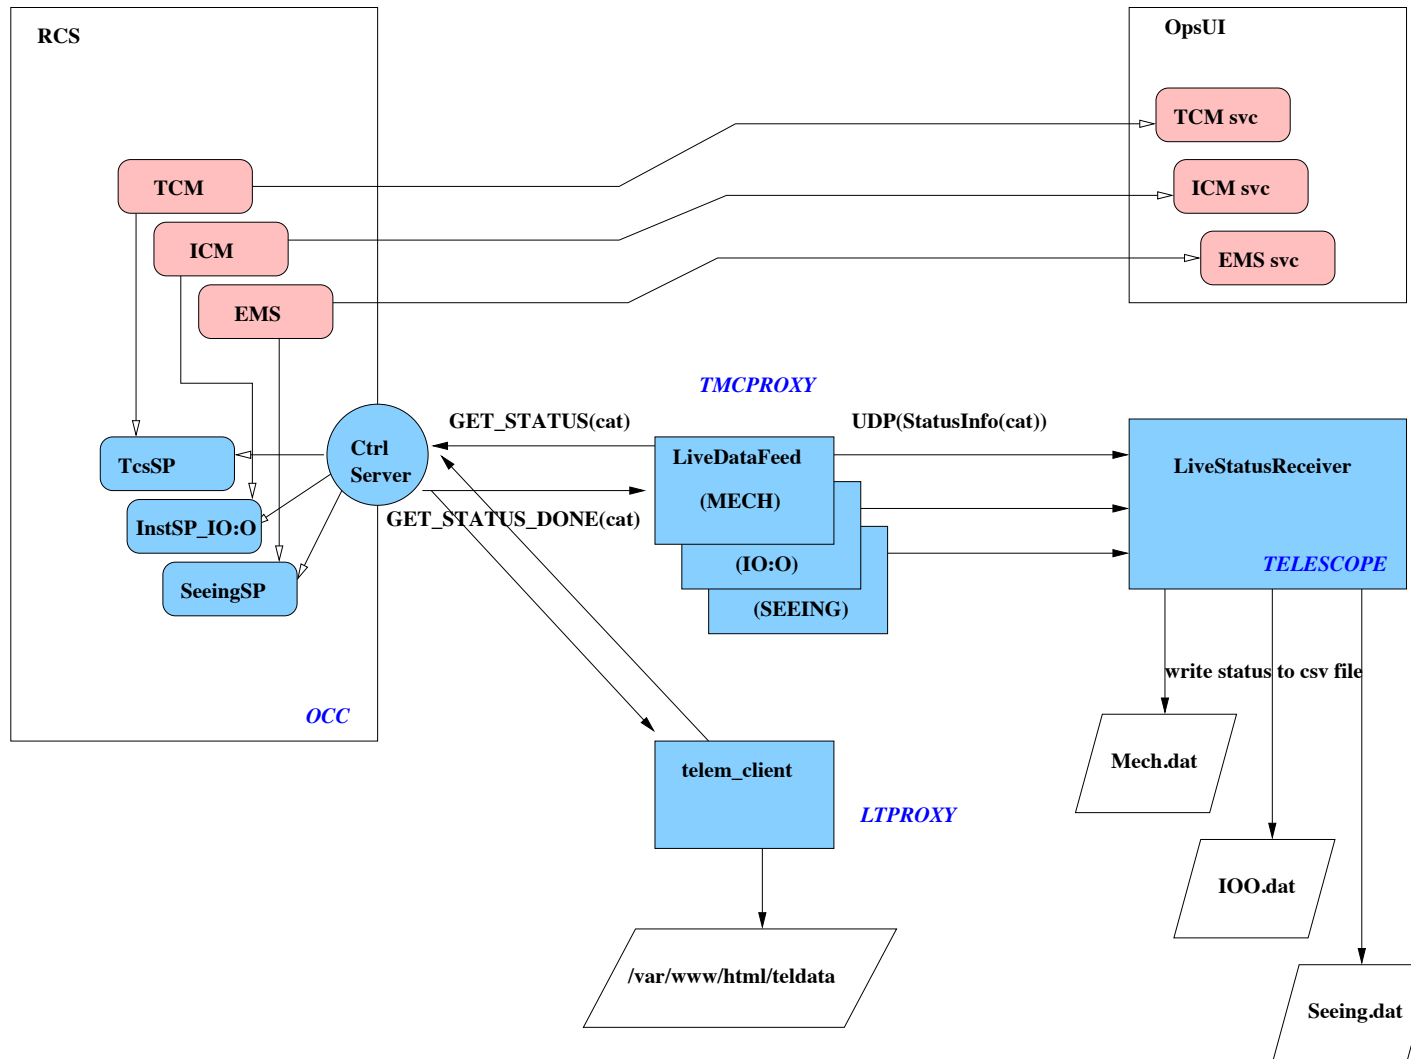 RCS
OpsUI
TCM svc
TCM
ICM svc
ICM
EMS svc
EMS
TMCPROXY
GET_STATUS(cat)
UDP(StatusInfo(cat))
Ctrl
Server
TcsSP
LiveDataFeed
(MECH)
LiveStatusReceiver
InstSP_IO:O
GET_STATUS_DONE(cat)
(IO:O)
TELESCOPE
SeeingSP
(SEEING)
write status to csv file
OCC
telem_client
Mech.dat
LTPROXY
IOO.dat
/var/www/html/teldata
Seeing.dat